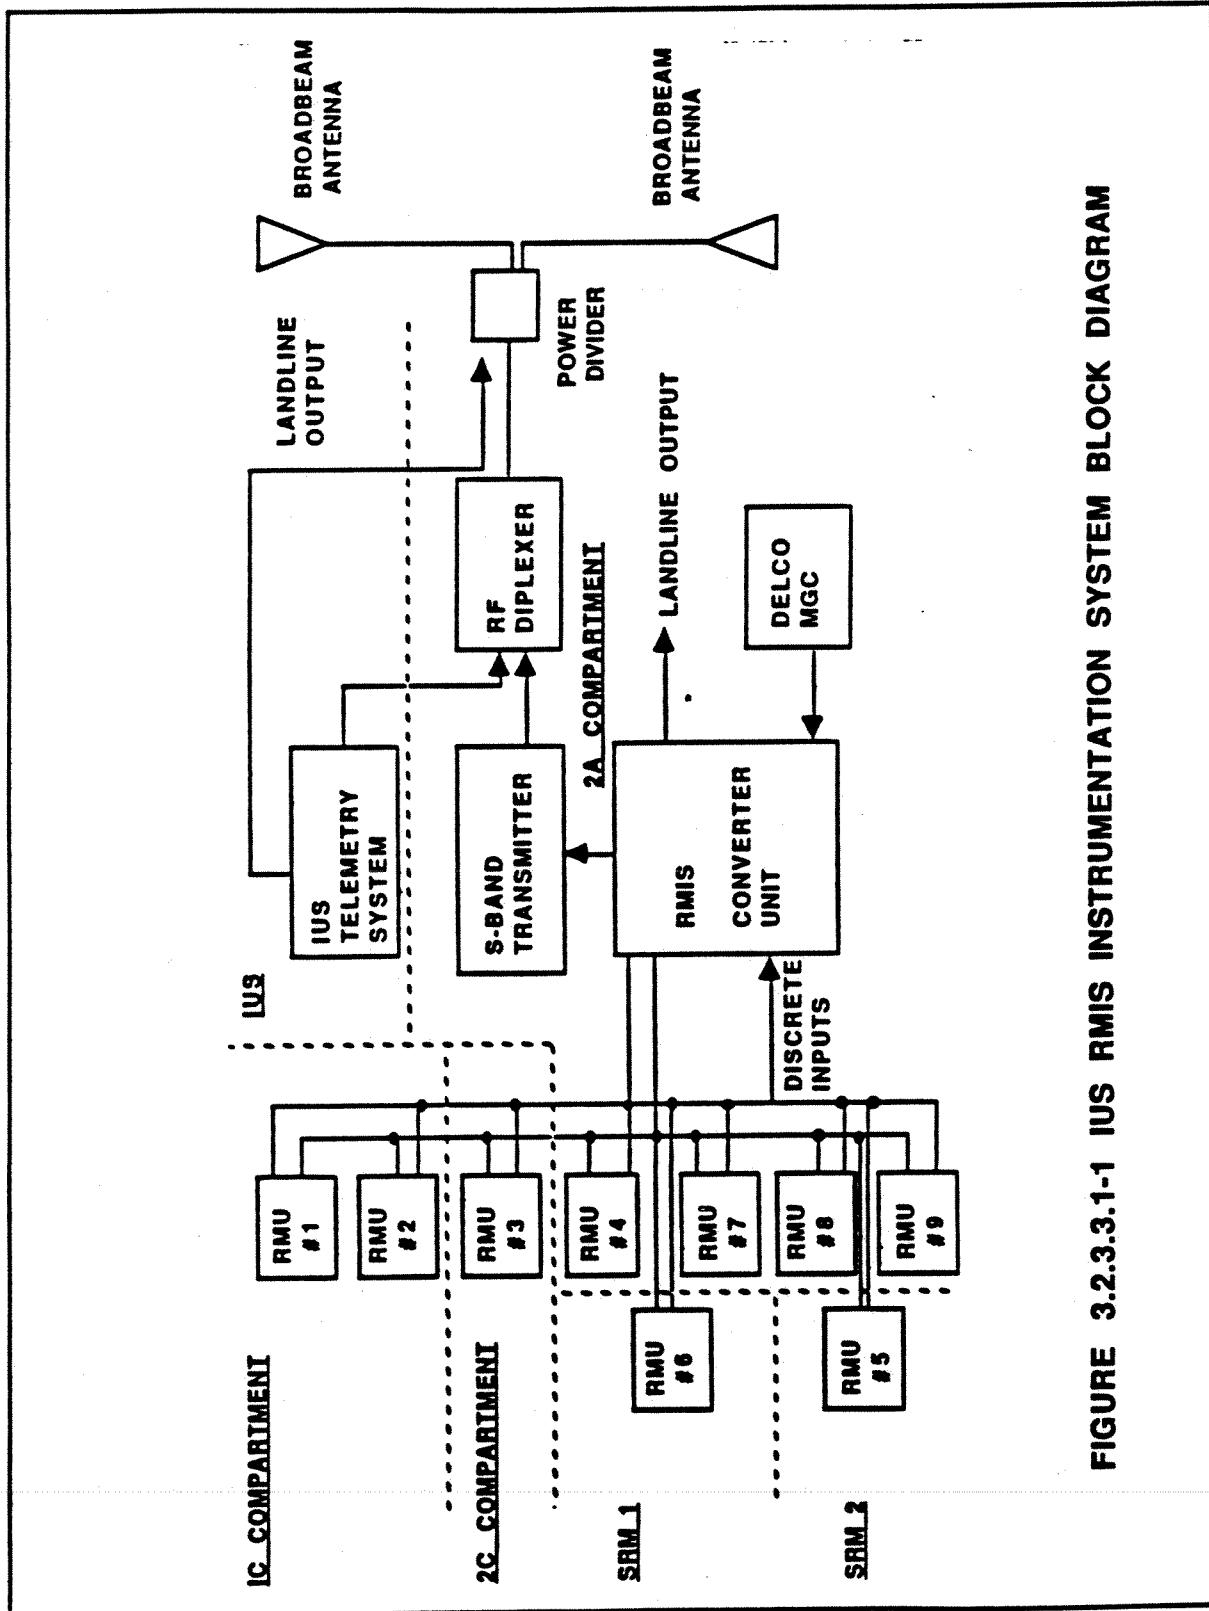 1C COMPARTMENT
RMU
#1
RMU
#2
2C COMPARTMENT
RMU
#3
SRM 1
RMU
#4
RMU
#6
RMU
#7
SRM 2
RMU
#8
RMU
#5
RMU
#9
IUS
IUS
TELEMETRY
SYSTEM
LANDLINE
OUTPUT
BROADBEAM
ANTENNA
S-BAND
TRANSMITTER
RF
DIPLEXER
POWER
DIVIDER
2A COMPARTMENT
BROADBEAM
ANTENNA
RMIS
CONVERTER
UNIT
LANDLINE OUTPUT
DISCRETE
INPUTS
DELCO
MGC
FIGURE 3.2.3.3.1-1 IUS RMIS INSTRUMENTATION SYSTEM BLOCK DIAGRAM